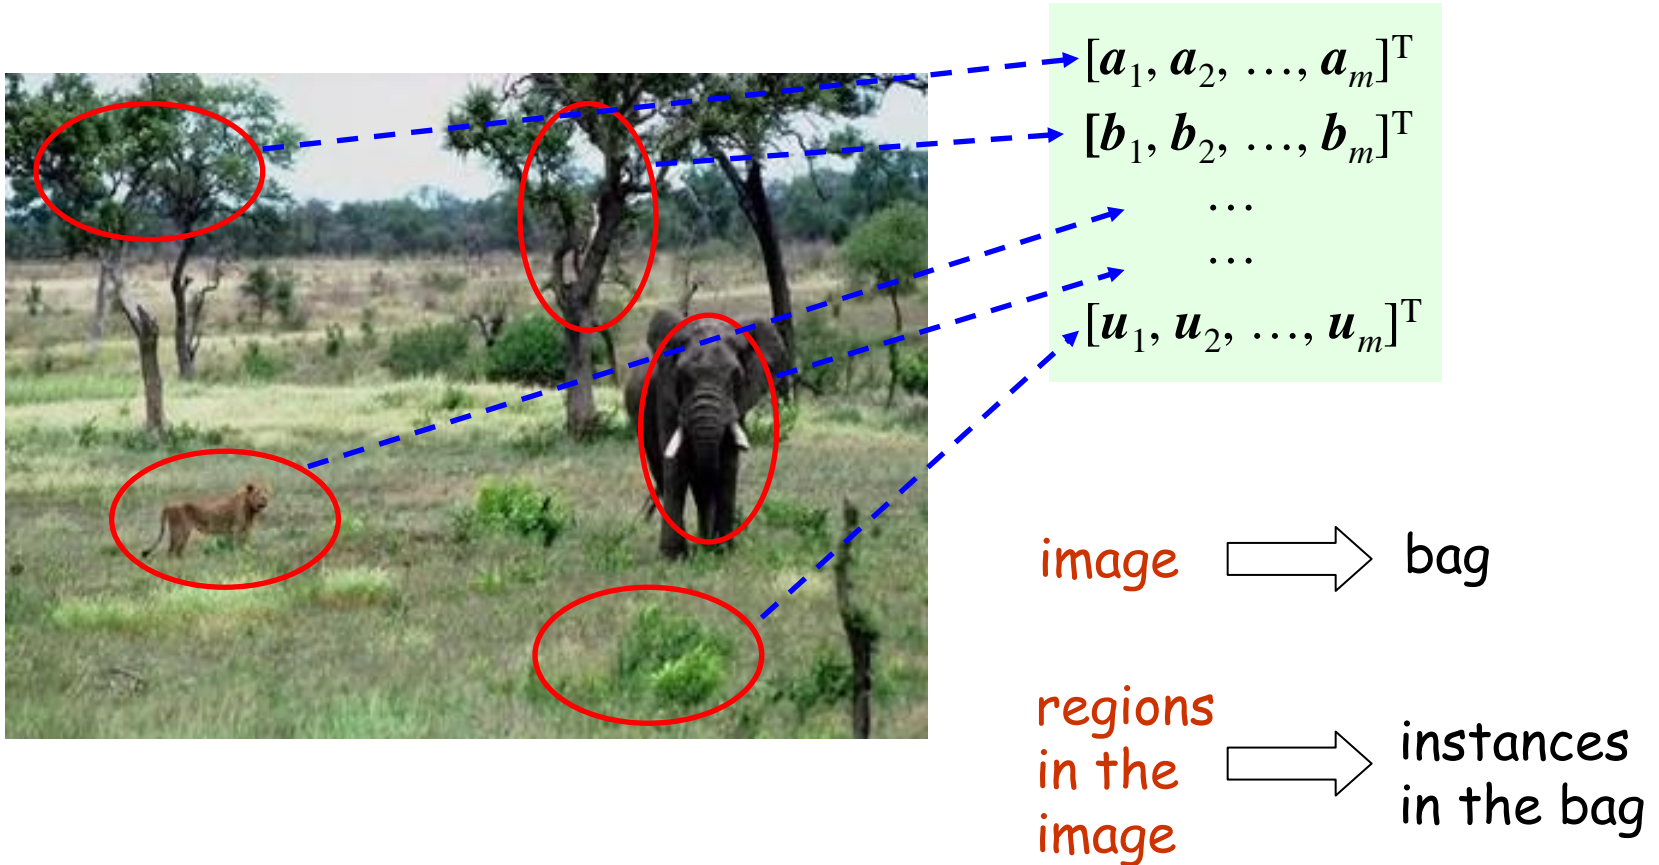 [a₁, a₂, …, aₘ]ᵀ
[b₁, b₂, …, bₘ]ᵀ
…
…
[u₁, u₂, …, uₘ]ᵀ
image
bag
regions
in the
image
instances
in the bag